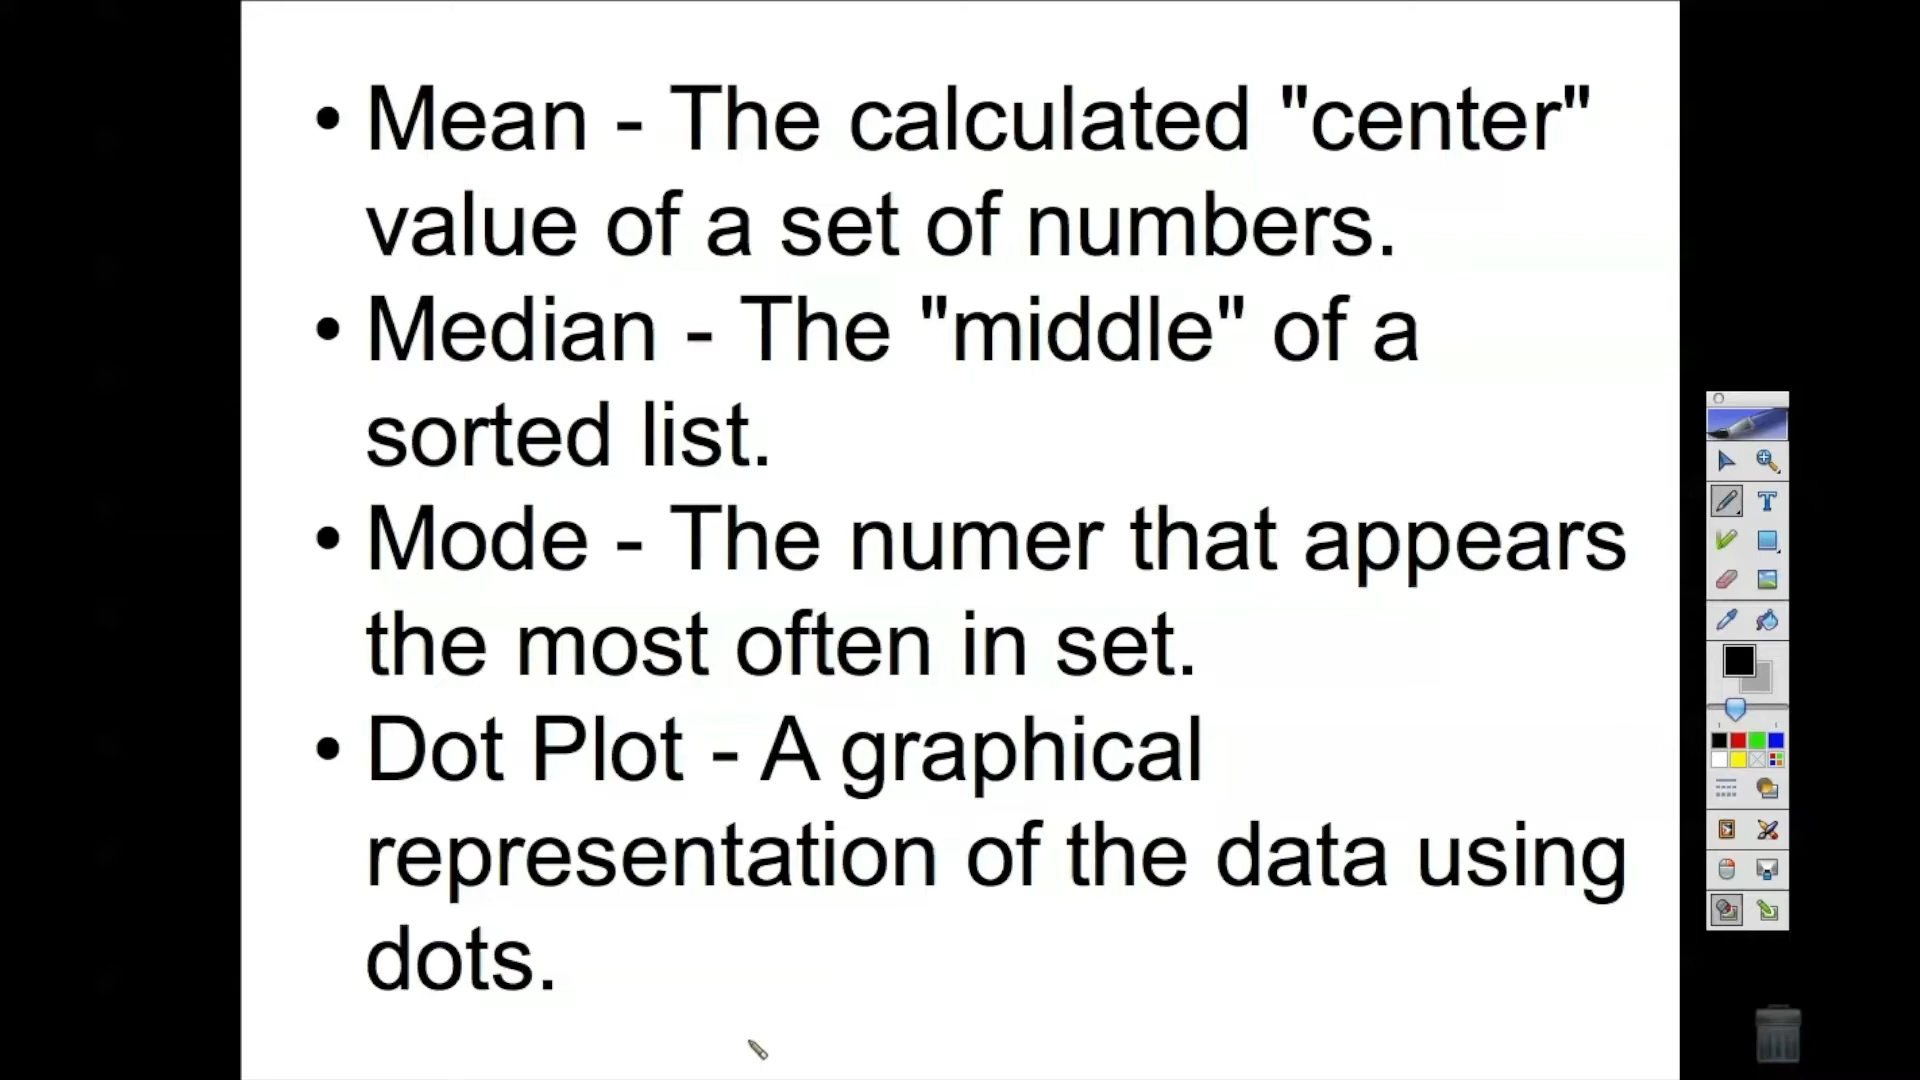 • Mean - The calculated "center"
value of a set of numbers.
• Median - The "middle" of a
sorted list.
• Mode - The numer that appears
the most often in set.
• Dot Plot - A graphical
representation of the data using
dots.
T